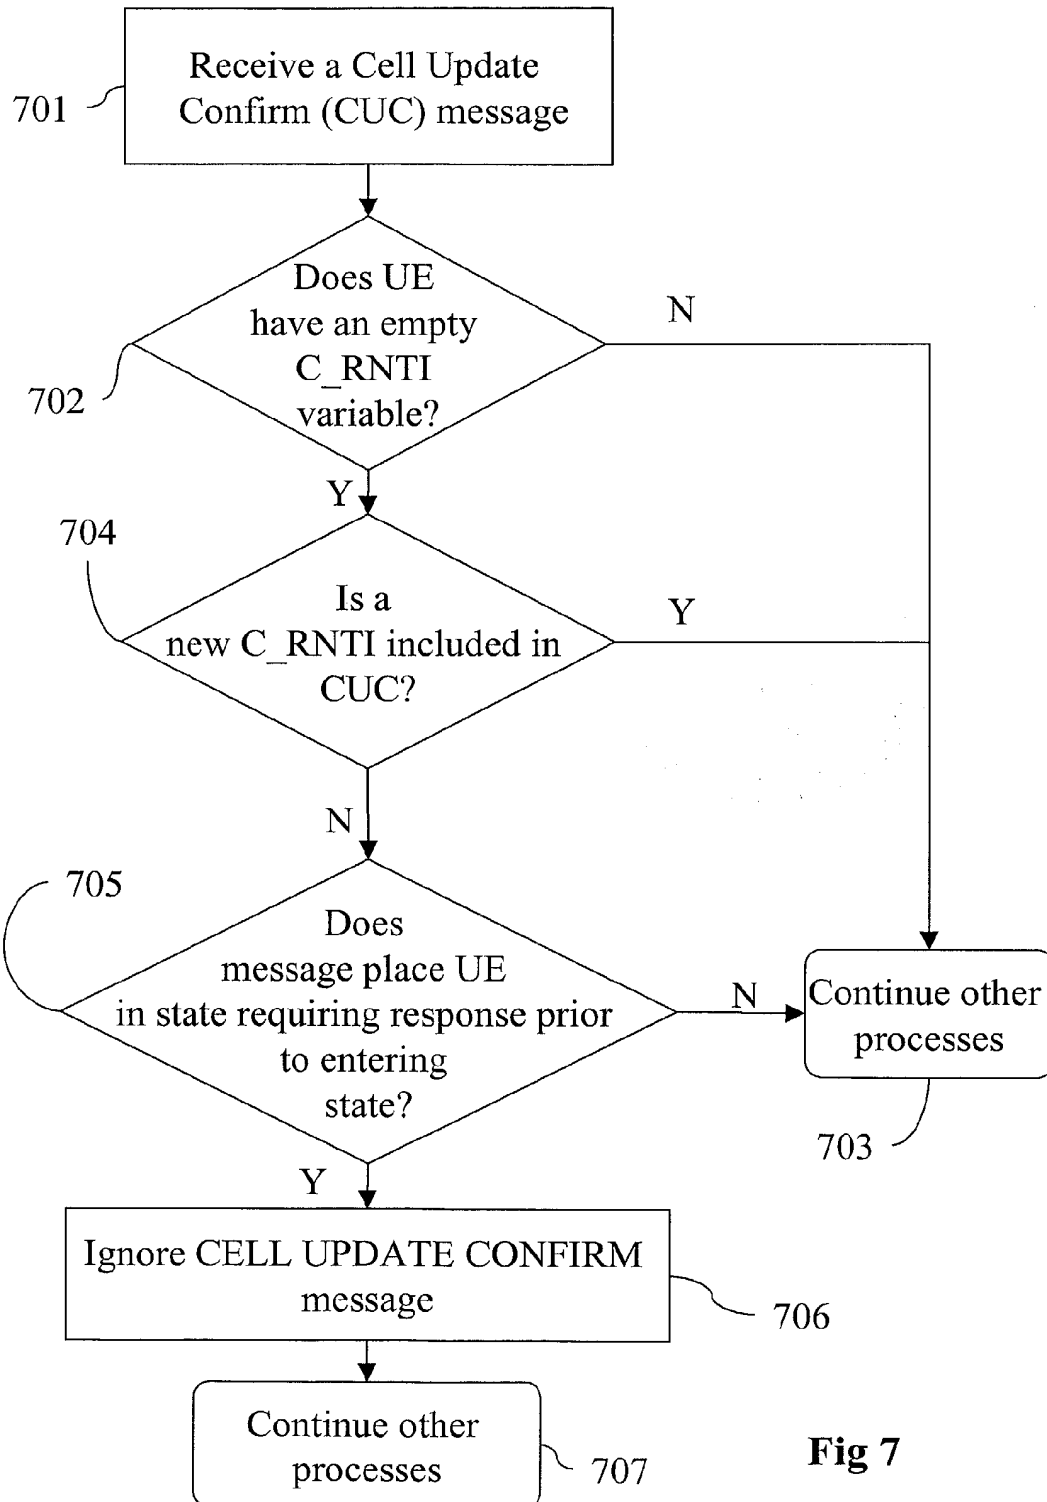 Receive a Cell Update
Confirm (CUC) message
701
Does UE
have an empty
C_RNTI
variable?
N
702
Y
704
Is a
new C_RNTI included in
CUC?
Y
N
705
Does
message place UE
in state requiring response prior
to entering
state?
N
Continue other
processes
703
Y
Ignore CELL UPDATE CONFIRM
message
706
Continue other
processes
707
Fig 7